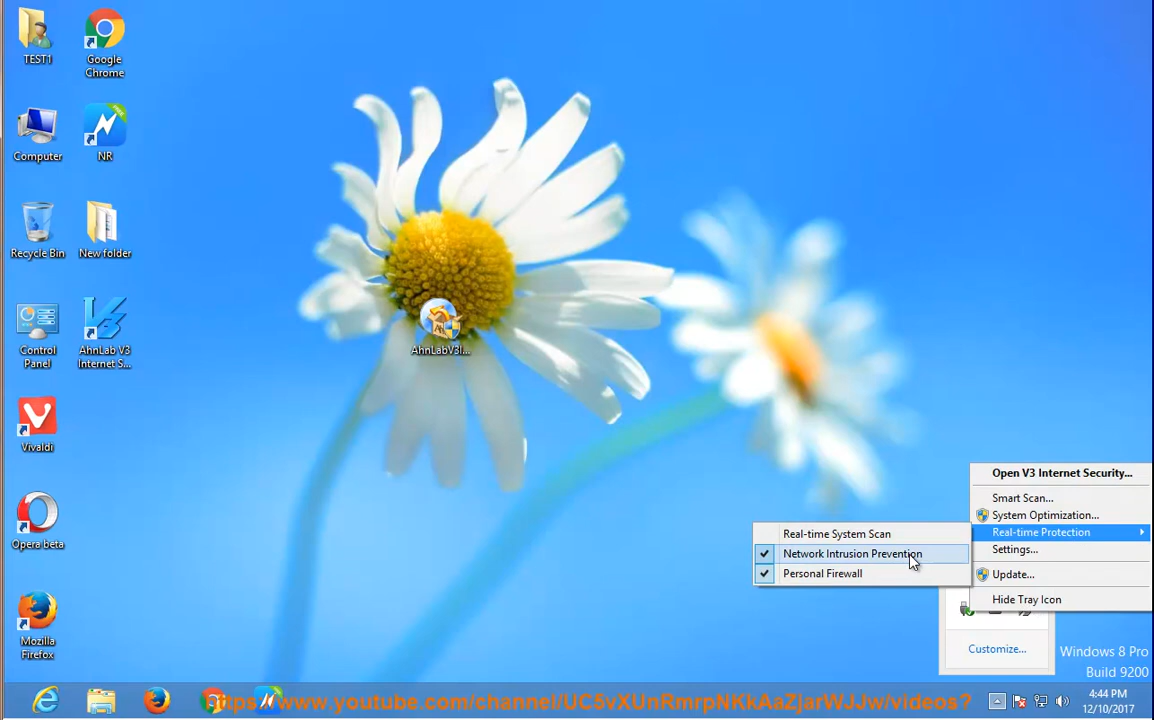 TEST1
Google
Chrome
Computer
NR
Recycle Bin
New folder
Control
Panel
AhnLab V3
Internet S...
Vivaldi
Opera beta
Mozilla
Firefox
AhnLabV3I...
Open V3 Internet Security...
Smart Scan...
System Optimization...
Real-time Protection
Settings...
Update...
Hide Tray Icon
Real-time System Scan
Network Intrusion Prevention
Personal Firewall
Customize...
Windows 8 Pro
Build 9200
https://www.youtube.com/channel/UC5vXUnRmrpNKkAaZjarWJJw/videos?
4:44 PM
12/10/2017